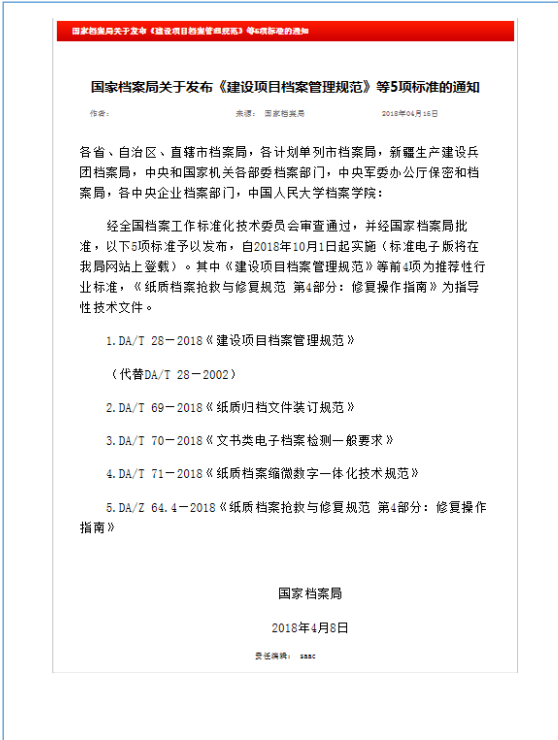 国家档案局关于发布《建设项目档案管理规范》等5项标准的通知
国家档案局关于发布《建设项目档案管理规范》等5项标准的通知
作者： 来源： 国家档案局 2018年04月16日
各省、自治区、直辖市档案局，各计划单列市档案局，新疆生产建设兵
团档案局，中央和国家机关各部委档案部门，中央军委办公厅保密和档
案局，各中央企业档案部门，中国人民大学档案学院：
经全国档案工作标准化技术委员会审查通过，并经国家档案局批
准，以下5项标准予以发布，自2018年10月1日起实施（标准电子版将在
我局网站上登载）。其中《建设项目档案管理规范》等前4项为推荐性行
业标准，《纸质档案抢救与修复规范 第4部分：修复操作指南》为指导
性技术文件。
1.DA/T 28－2018《建设项目档案管理规范》
（代替DA/T 28－2002）
2.DA/T 69－2018《纸质归档文件装订规范》
3.DA/T 70－2018《文书类电子档案检测一般要求》
4.DA/T 71－2018《纸质档案缩微数字一体化技术规范》
5.DA/Z 64.4－2018《纸质档案抢救与修复规范 第4部分：修复操作
指南》
国家档案局
2018年4月8日
责任编辑： saac